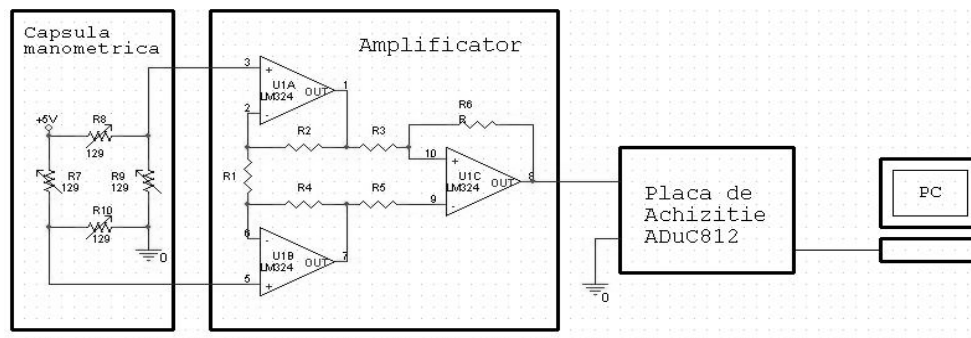 Capsula
manometrica
+5V
R8
129
R7
129
R9
129
R10
129
0
Amplificator
3
+
U1A
OUT
1
LM324
2
-
R2
R3
R6
R
R1
R4
R5
10
+
U1C
OUT
8
LM324
9
-
6
-
U1B
OUT
7
LM324
5
+
Placa de
Achizitie
ADuC812
0
PC